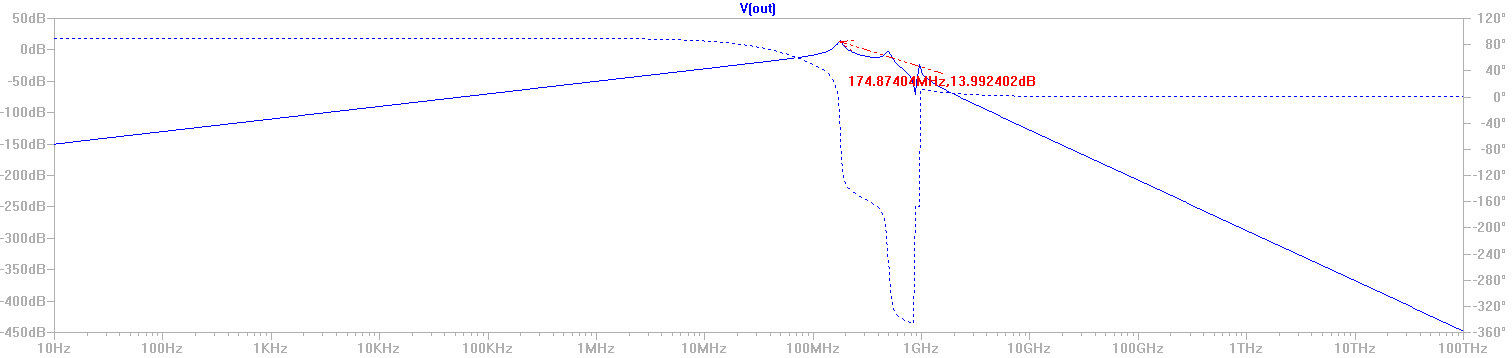 V(out)
50dB
0dB
-50dB
-100dB
-150dB
-200dB
-250dB
-300dB
-350dB
-400dB
-450dB
120°
80°
40°
0°
-40°
-80°
-120°
-160°
-200°
-240°
-280°
-320°
-360°
174.87404MHz,13.992402dB
10Hz 100Hz 1KHz 10KHz 100KHz 1MHz 10MHz 100MHz 1GHz 10GHz 100GHz 1THz 10THz 100THz